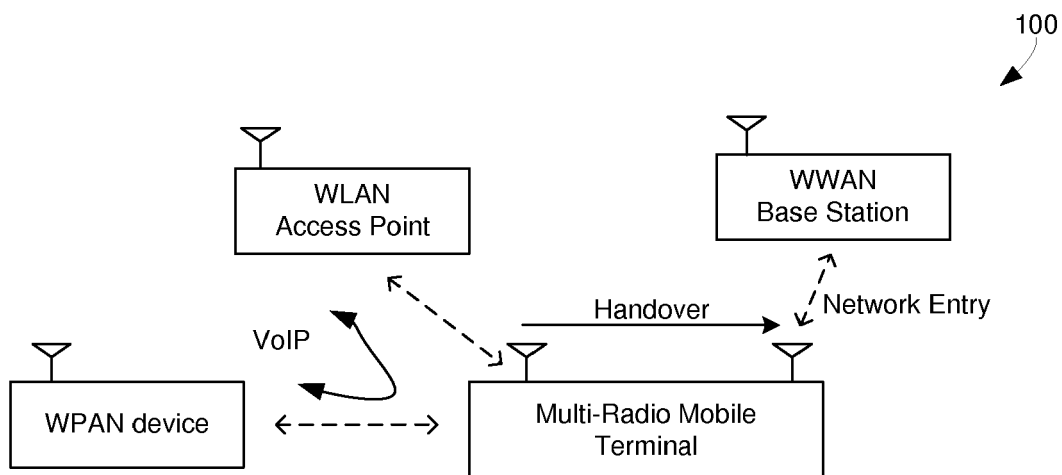 100
WLAN
Access Point
WWAN
Base Station
Handover
Network Entry
VoIP
WPAN device
Multi-Radio Mobile
Terminal